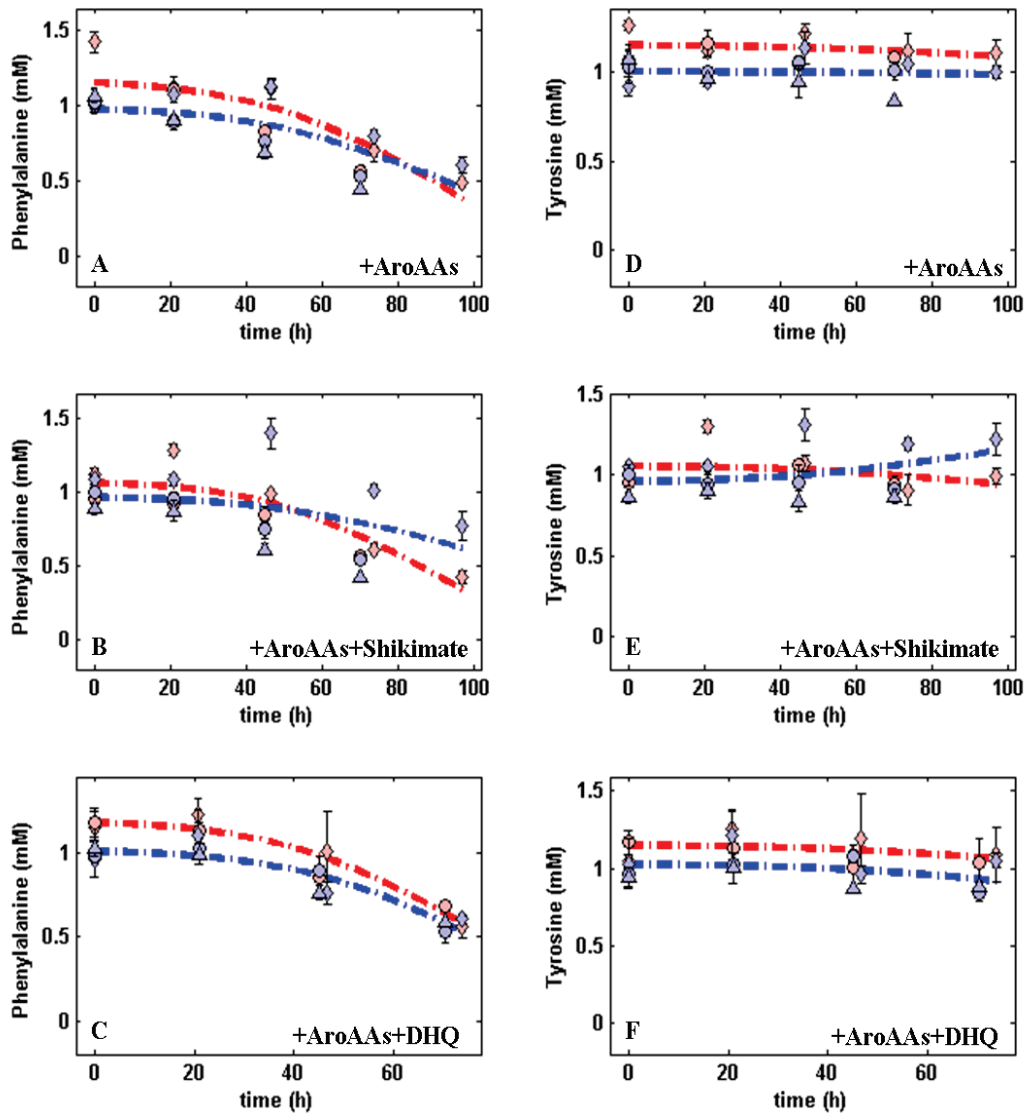 Phenylalanine (mM)
1.5
1
0.5
0
A
+AroAAs
0 20 40 60 80 100
time (h)
Tyrosine (mM)
1.5
1
0.5
0
D
+AroAAs
0 20 40 60 80 100
time (h)
Phenylalanine (mM)
1.5
1
0.5
0
B
+AroAAs+Shikimate
0 20 40 60 80 100
time (h)
Tyrosine (mM)
1.5
1
0.5
0
E
+AroAAs+Shikimate
0 20 40 60 80 100
time (h)
Phenylalanine (mM)
1
0.5
0
C
+AroAAs+DHQ
0 20 40 60
time (h)
Tyrosine (mM)
1.5
1
0.5
0
F
+AroAAs+DHQ
0 20 40 60
time (h)